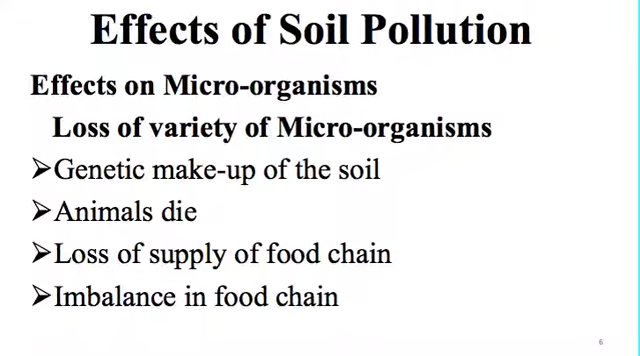 Effects of Soil Pollution
Effects on Micro-organisms
Loss of variety of Micro-organisms
➢Genetic make-up of the soil
➢Animals die
➢Loss of supply of food chain
➢Imbalance in food chain
6